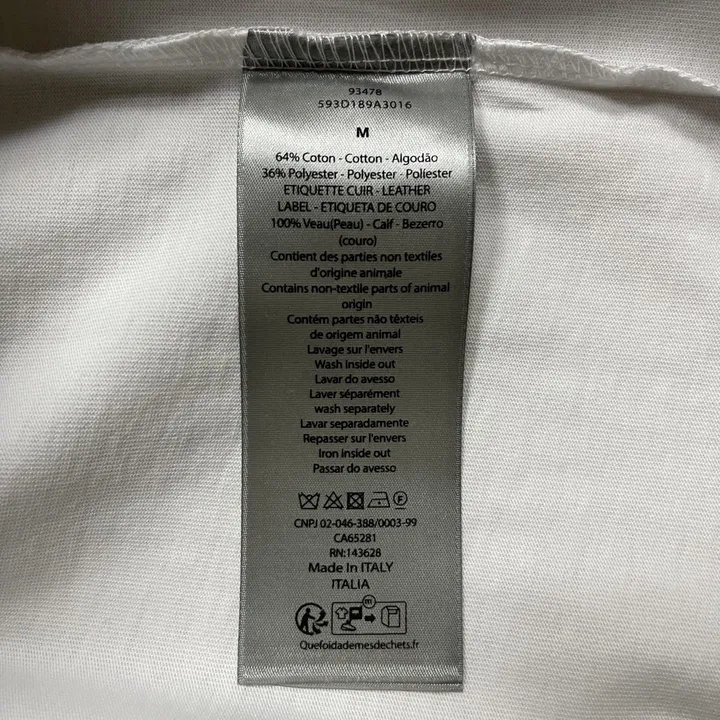 93478
593D189A3016
M
64% Coton - Cotton - Algodão
36% Polyester - Polyester - Poliester
ETIQUETTE CUIR - LEATHER
LABEL - ETIQUETA DE COURO
100% Veau(Peau) - Calf - Bezerro
(couro)
Contient des parties non textiles
d'origine animale
Contains non-textile parts of animal
origin
Contém partes não têxteis
de origem animal
Lavage sur l'envers
Wash inside out
Lavar do avesso
Laver séparément
wash separately
Lavar separadamente
Repasser sur l'envers
Iron inside out
Passar do avesso
CNPJ 02-046-388/0003-99
CA65281
RN:143628
Made In ITALY
ITALIA
Quefoidademesdechets.fr